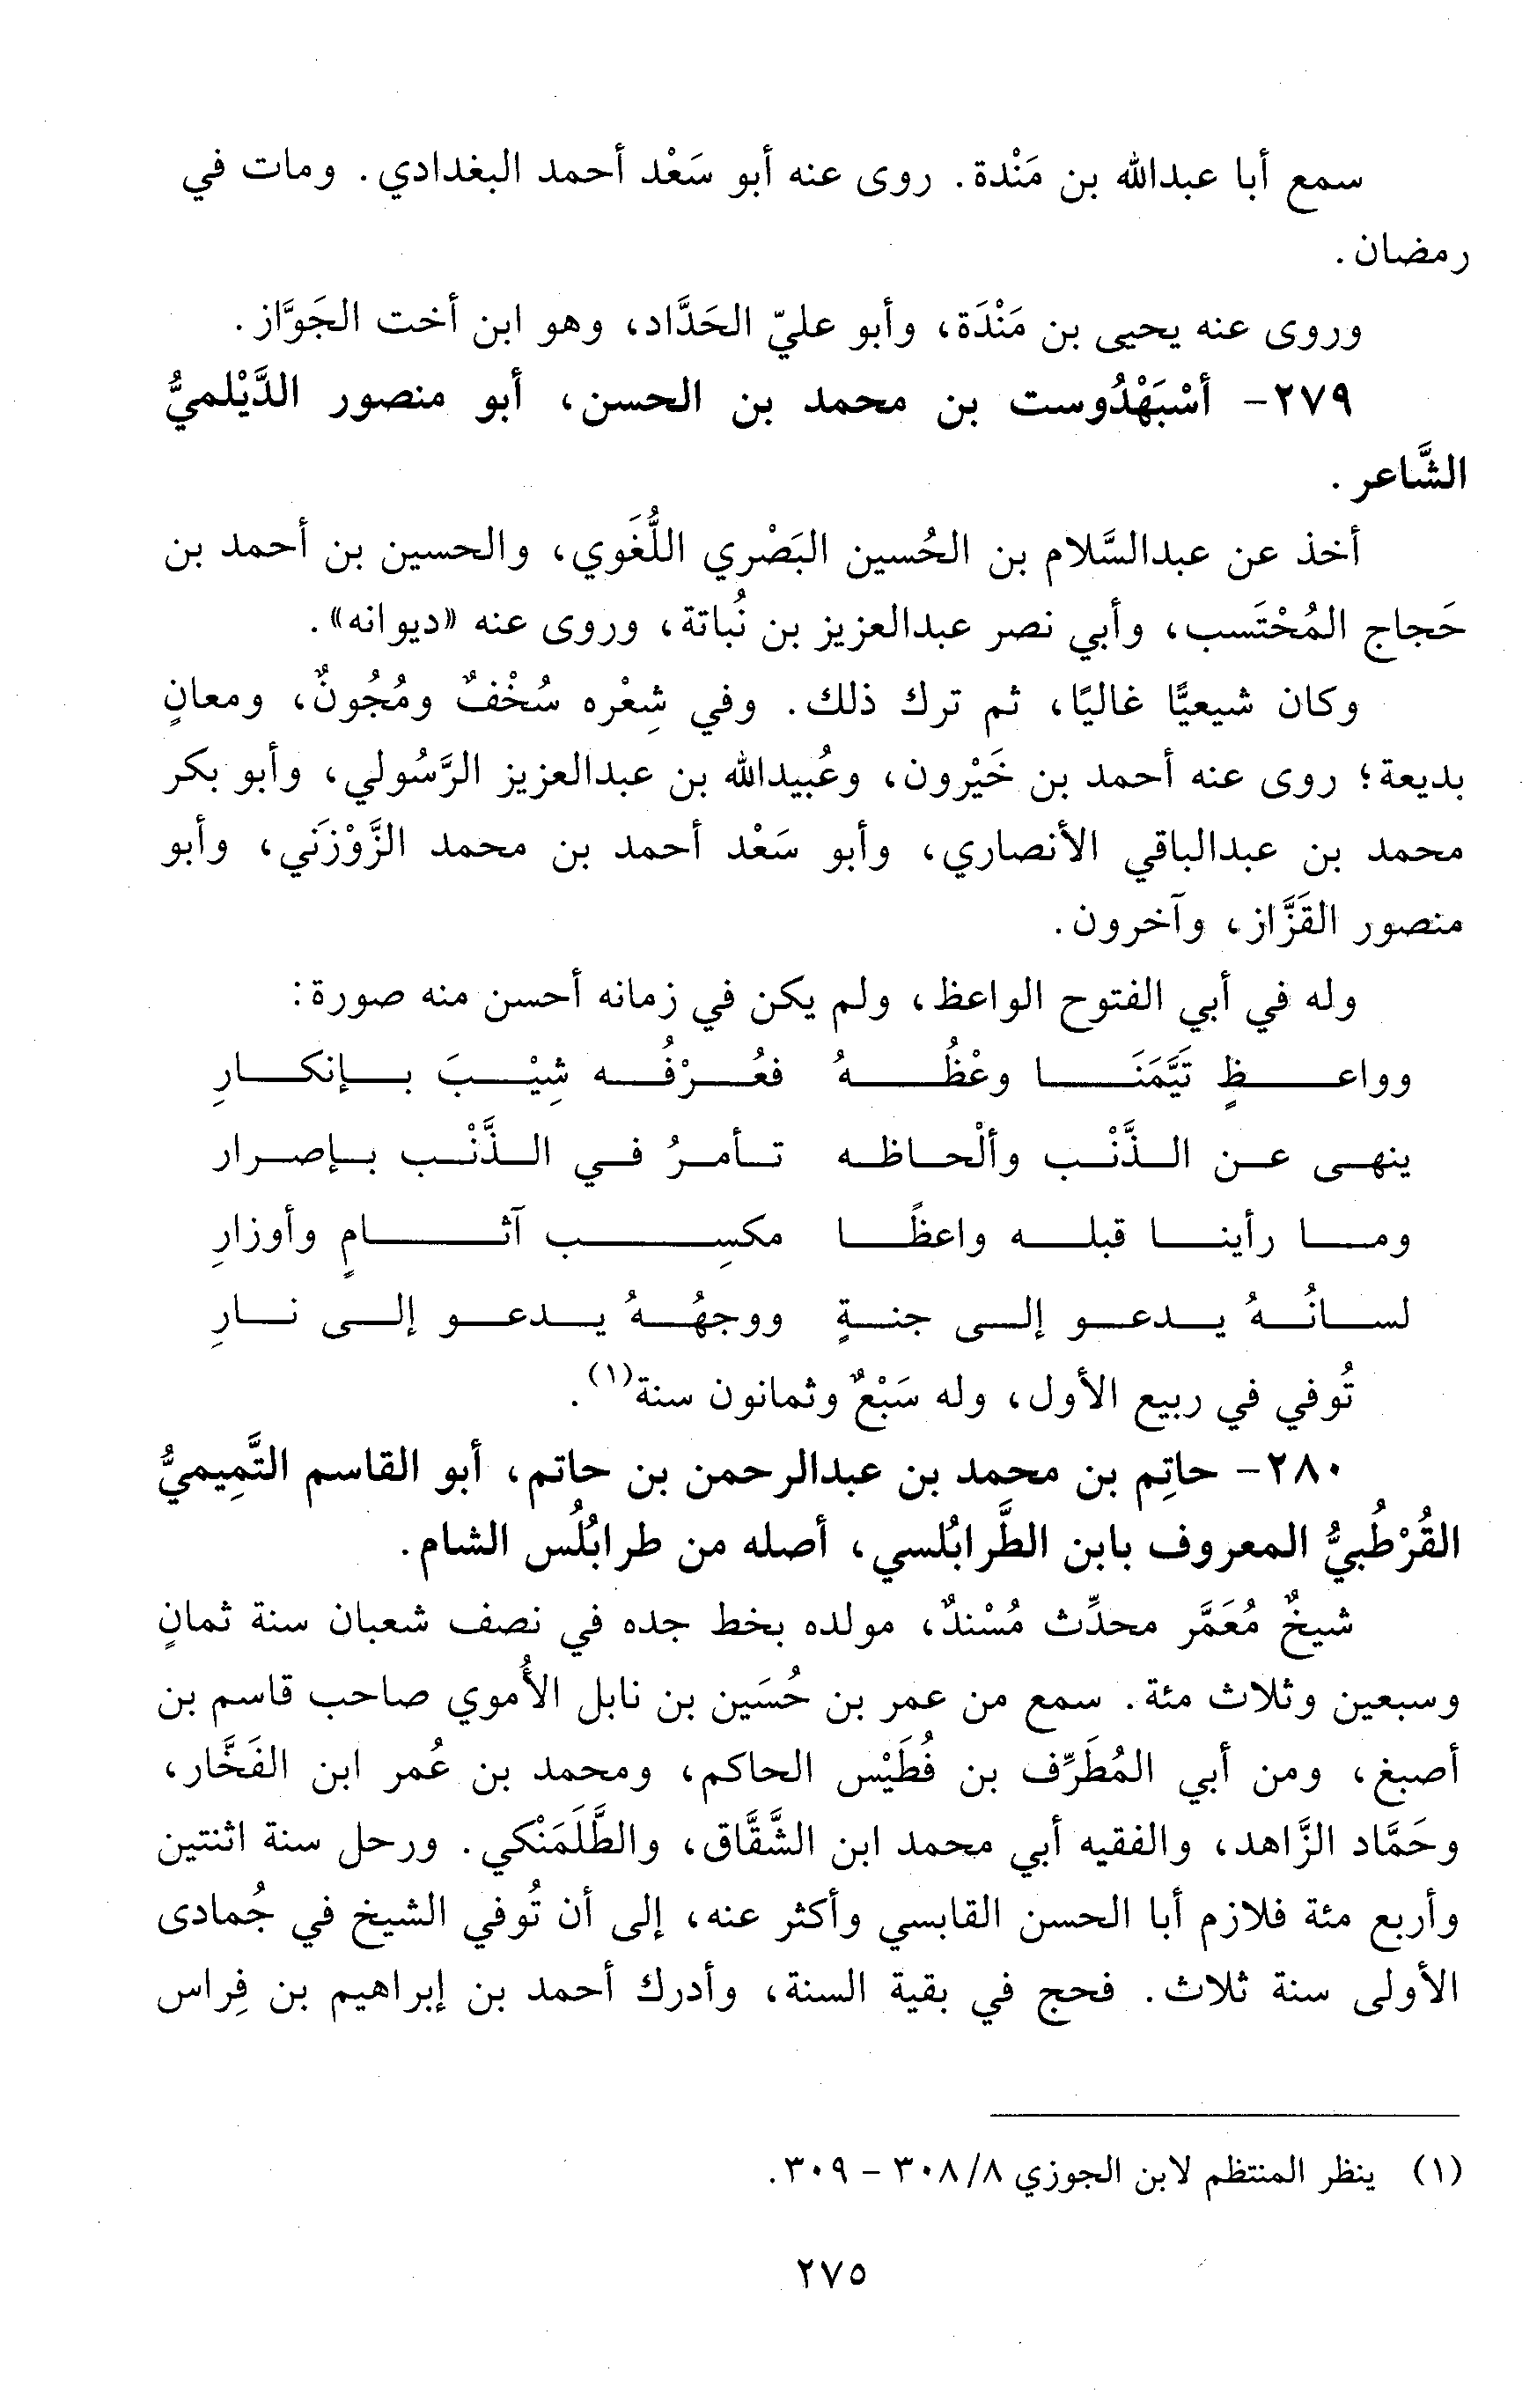 سمع أبا عبدالله بن مَنْدة. روى عنه أبو سَعْد أحمد البغدادي. ومات في
رمضان.
وروى عنه يحيى بن مَنْدَة، وأبو عليّ الحَدَّاد، وهو ابن أخت الجَوَّاز.
٢٧٩- أسْبَهْدُوست بن محمد بن الحسن، أبو منصور الدَّيْلميُّ
الشَّاعر.
أخذ عن عبدالسَّلام بن الحُسين البَصْري اللُّغَوي، والحسين بن أحمد بن
حَجاج المُحْتَسب، وأبي نصر عبدالعزيز بن نُباتة، وروى عنه «ديوانه».
وكان شيعيًّا غاليًا، ثم ترك ذلك. وفي شِعْره سُخْفٌ ومُجُونٌ، ومعانٍ
بديعة؛ روى عنه أحمد بن خَيْرون، وعُبيدالله بن عبدالعزيز الرَّسُولي، وأبو بكر
محمد بن عبدالباقي الأنصاري، وأبو سَعْد أحمد بن محمد الزَّوْزَني، وأبو
منصور القَزَّاز، وآخرون.
وله في أبي الفتوح الواعظ، ولم يكن في زمانه أحسن منه صورة:
وواعظٍ تَيَّمَنَا وعْظُهُ فعُرْفُه شِيْبَ بإنكارِ
ينهى عن الذَّنْب وألْحاظه تأمرُ في الذَّنْب بإصرار
وما رأينا قبله واعظًا مكسِب آثامٍ وأوزارِ
لسانُهُ يدعو إلى جنةٍ ووجهُهُ يدعو إلى نارِ
تُوفي في ربيع الأول، وله سَبْعٌ وثمانون سنة(١).
٢٨٠- حاتِم بن محمد بن عبدالرحمن بن حاتم، أبو القاسم التَّمِيميُّ
القُرْطُبيُّ المعروف بابن الطَّرابُلسي، أصله من طرابُلُس الشام.
شيخٌ مُعَمَّر محدِّث مُسْندٌ، مولده بخط جده في نصف شعبان سنة ثمانٍ
وسبعين وثلاث مئة. سمع من عمر بن حُسَين بن نابل الأُموي صاحب قاسم بن
أصبغ، ومن أبي المُطَرِّف بن فُطَيْس الحاكم، ومحمد بن عُمر ابن الفَخَّار،
وحَمَّاد الزَّاهد، والفقيه أبي محمد ابن الشَّقَّاق، والطَّلَمَنْكي. ورحل سنة اثنتين
وأربع مئة فلازم أبا الحسن القابسي وأكثر عنه، إلى أن تُوفي الشيخ في جُمادى
الأولى سنة ثلاث. فحج في بقية السنة، وأدرك أحمد بن إبراهيم بن فِراس
(١) ينظر المنتظم لابن الجوزي ٨/ ٣٠٨ - ٣٠٩.
٢٧٥